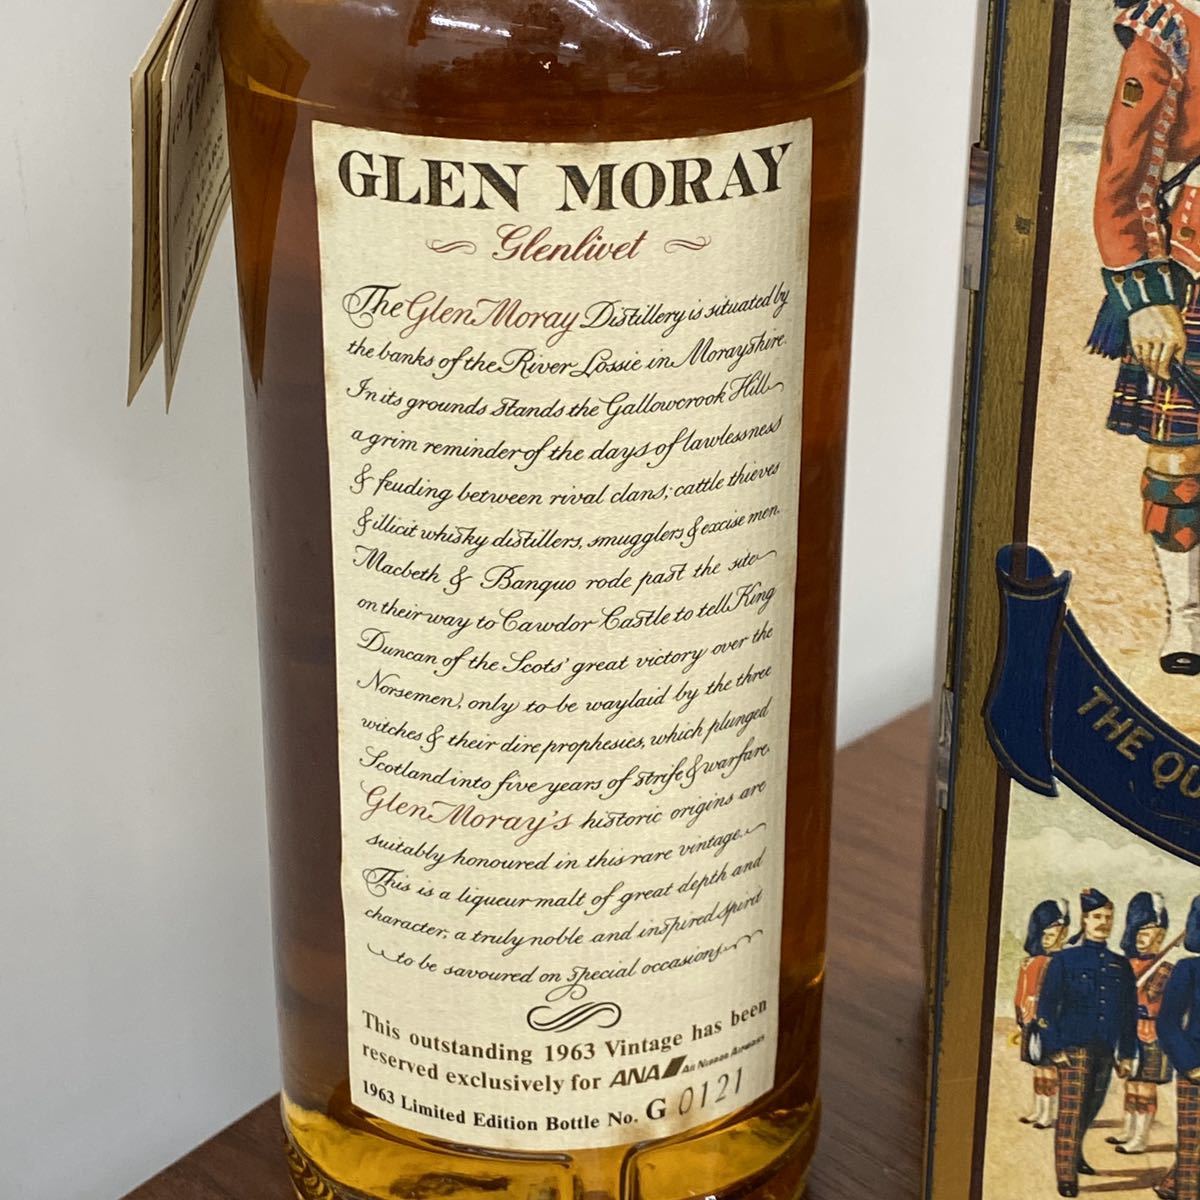 GLEN MORAY
Glenlivet
The Glen Moray Distillery is situated by
the banks of the River Lossie in Morayshire.
In its grounds stands the Gallowcrook Hill
a grim reminder of the days of lawlessness
& feuding between rival clans; cattle thieves
& illicit whisky distillers, smugglers & excise men.
Macbeth & Banquo rode past the site
on their way to Cawdor Castle to tell King
Duncan of the Scots' great victory over the
Norsemen, only to be waylaid by the three
witches & their dire prophesies, which plunged
Scotland into five years of strife & warfare.
Glen Moray's historic origins are
suitably honoured in this rare vintage.
This is a liqueur malt of great depth and
character, a truly noble and inspired spirit
to be savoured on special occasions.
This outstanding 1963 Vintage has been
reserved exclusively for ANA All Nippon Airways
1963 Limited Edition Bottle No. G 0121
THE QU